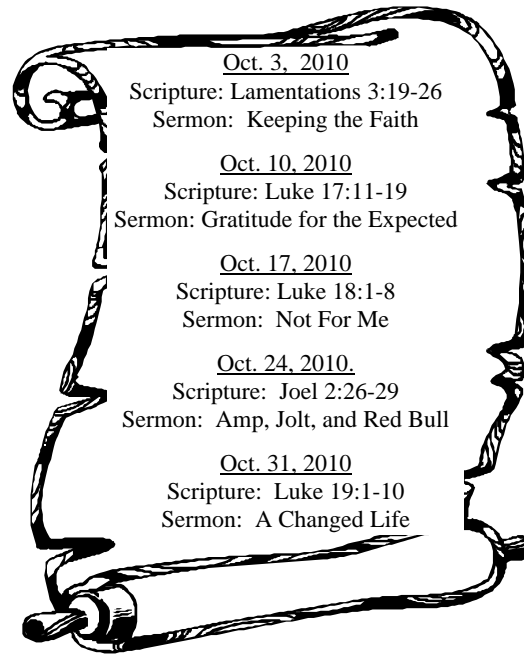 Oct. 3,  2010
Scripture: Lamentations 3:19-26
Sermon:  Keeping the Faith
Oct. 10, 2010
Scripture: Luke 17:11-19
Sermon: Gratitude for the Expected
Oct. 17, 2010
Scripture: Luke 18:1-8
Sermon:  Not For Me
Oct. 24, 2010.
Scripture:  Joel 2:26-29
Sermon:  Amp, Jolt, and Red Bull
Oct. 31, 2010
Scripture:  Luke 19:1-10
Sermon:  A Changed Life